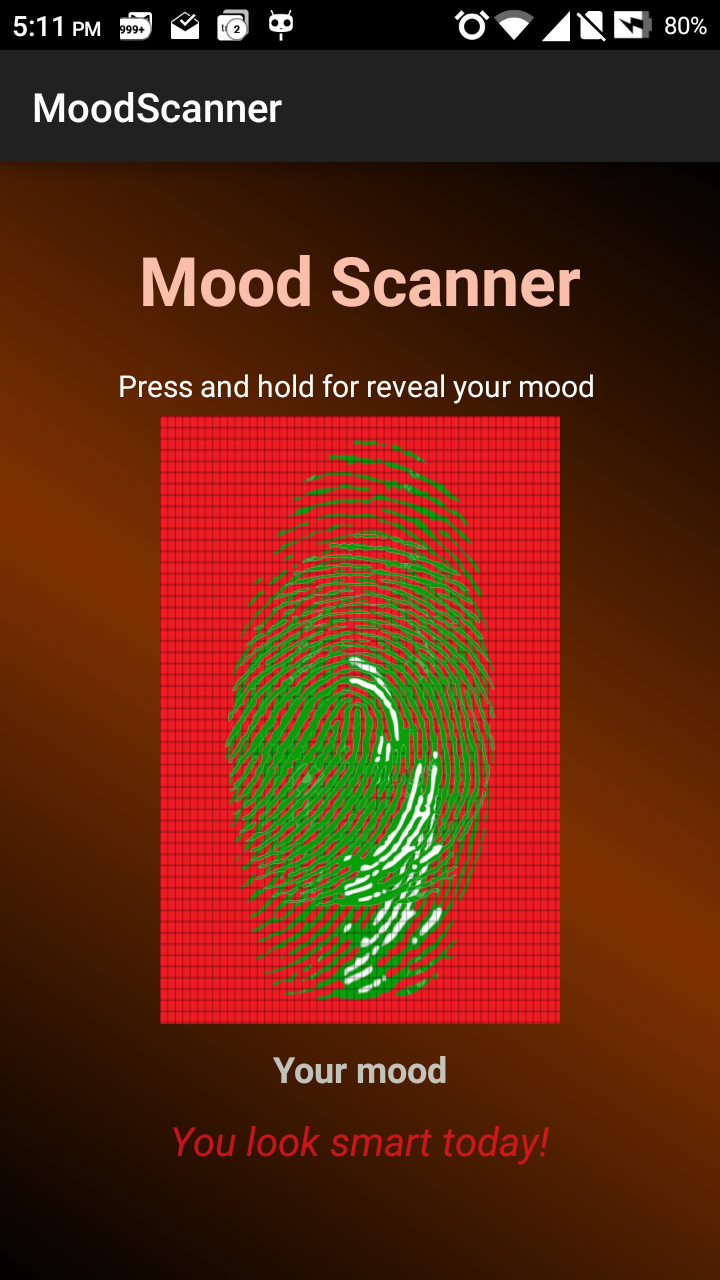 5:11 PM 999+ 2 80%
MoodScanner
Mood Scanner
Press and hold for reveal your mood
Your mood
You look smart today!